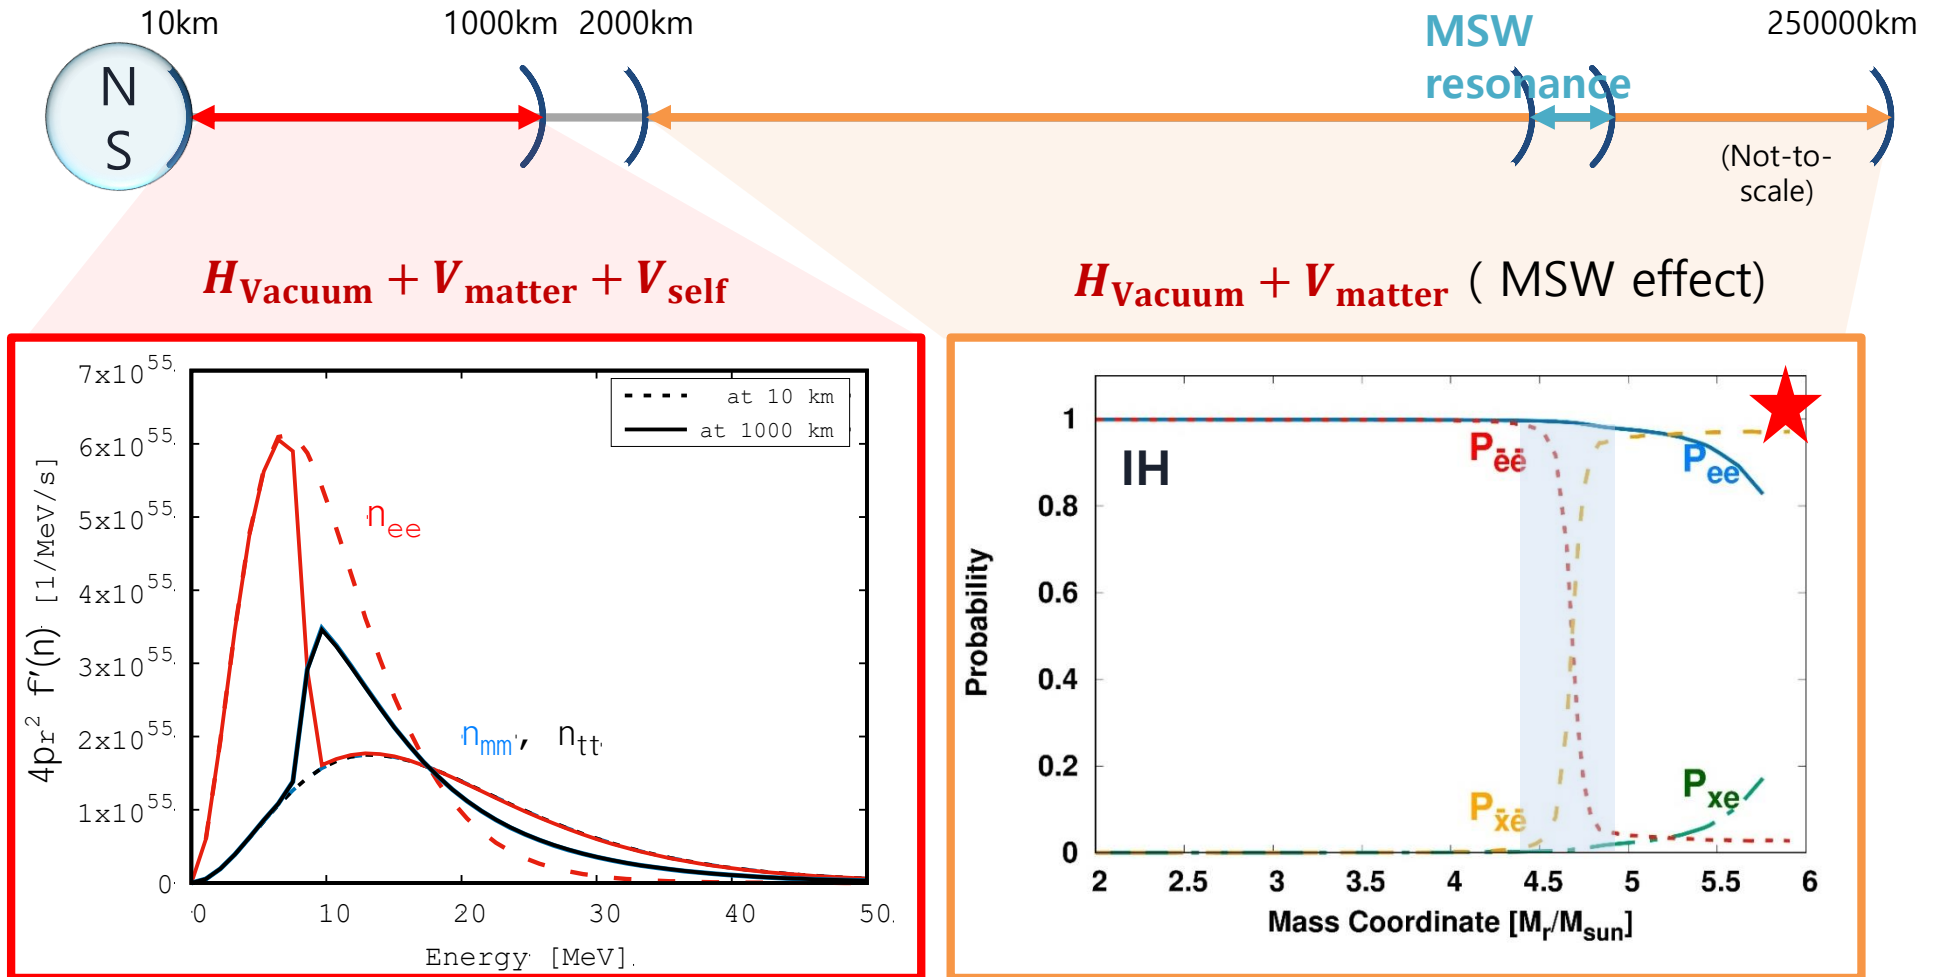 10km
1000km
2000km
MSW
resonance
250000km
N
S
(Not-to-
scale)
H_Vacuum + V_matter + V_self
H_Vacuum + V_matter ( MSW effect)
7x10^55
6x10^55
5x10^55
4x10^55
3x10^55
2x10^55
1x10^55
0
4pr^2 f'(n) [1/MeV/s]
at 10 km
at 1000 km
n_ee
n_mm, n_tt
0 10 20 30 40 50
Energy [MeV]
1
0.8
0.6
0.4
0.2
0
Probability
IH
P_ēē
P_ee
P_x̄ē
P_xe
2 2.5 3 3.5 4 4.5 5 5.5 6
Mass Coordinate [M_r/M_sun]